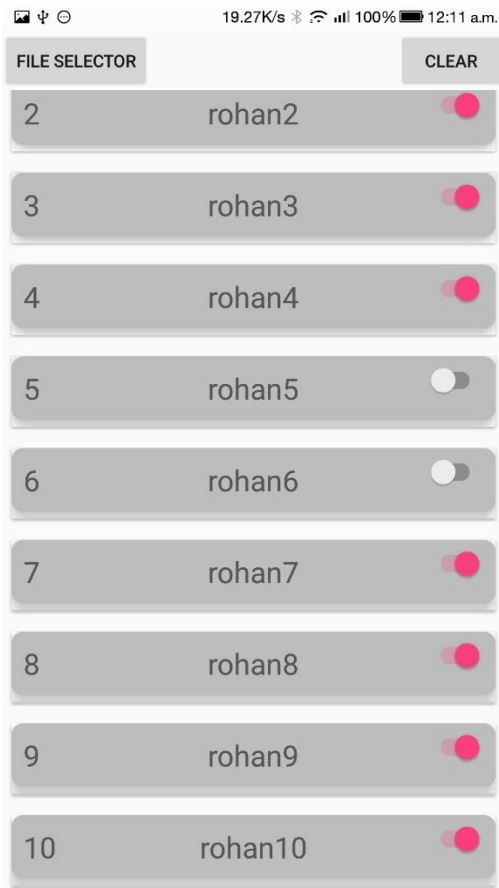 19.27K/s 100% 12:11 a.m.
FILE SELECTOR CLEAR
2 rohan2
3 rohan3
4 rohan4
5 rohan5
6 rohan6
7 rohan7
8 rohan8
9 rohan9
10 rohan10